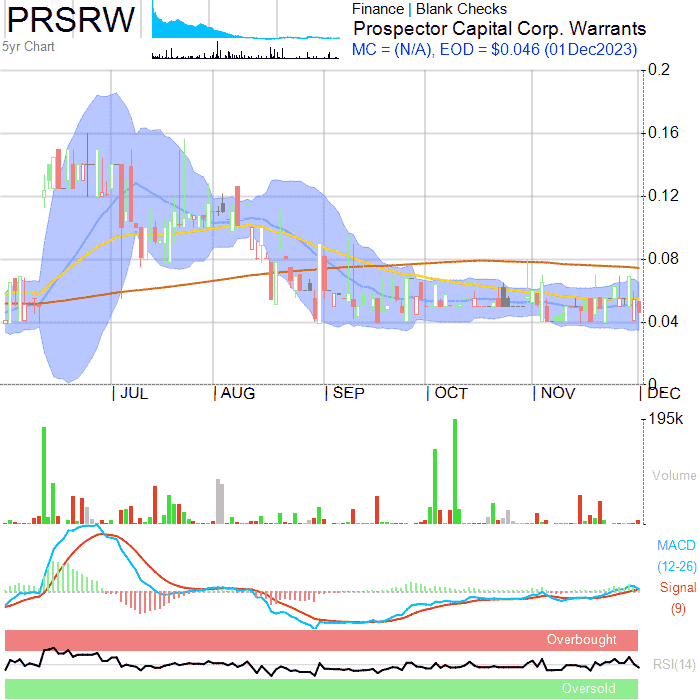 PRSRW
5yr Chart
Finance | Blank Checks
Prospector Capital Corp. Warrants
MC = (N/A), EOD = $0.046 (01Dec2023)
0.2
0.16
0.12
0.08
0.04
0
| JUL | AUG | SEP | OCT | NOV | DEC
195k
Volume
MACD
(12-26)
Signal
(9)
Overbought
RSI(14)
Oversold